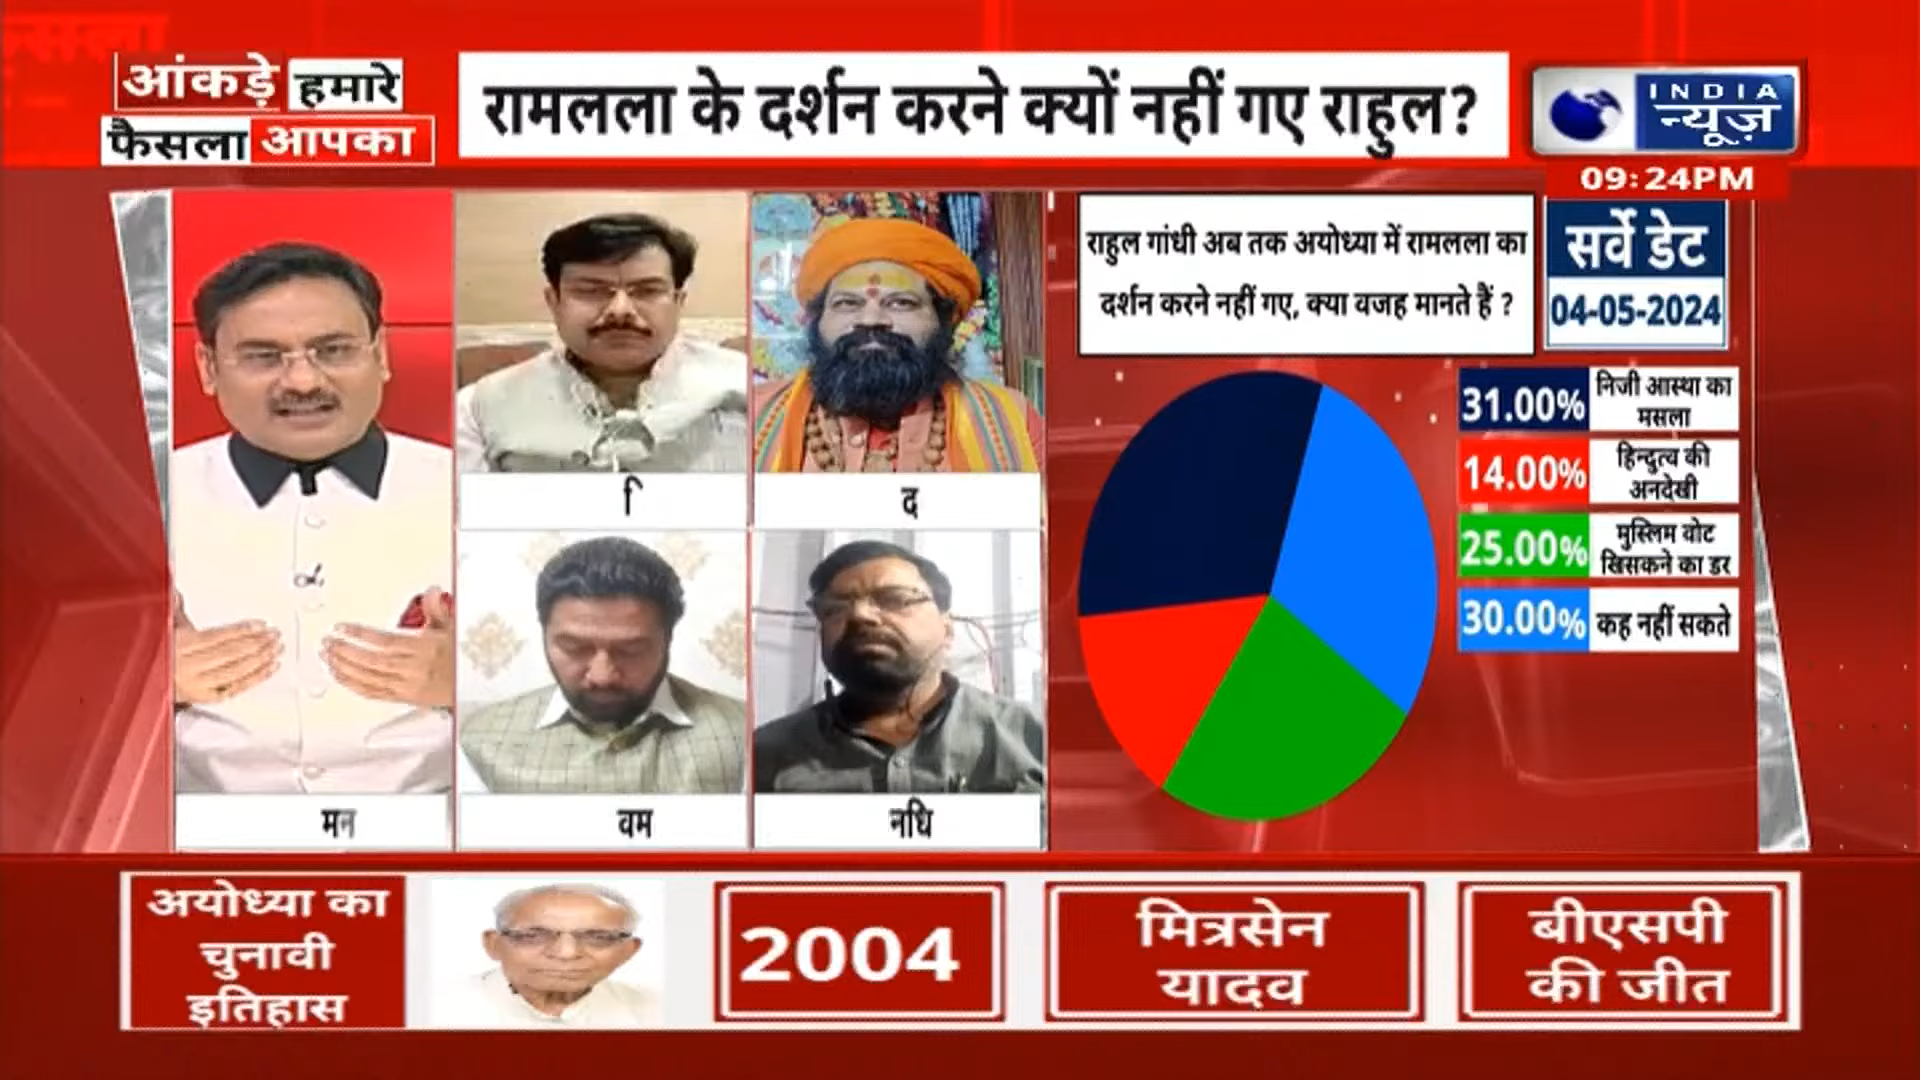 आंकड़े हमारे
फैसला आपका
रामलला के दर्शन करने क्यों नहीं गए राहुल?
INDIA
न्यूज़
09:24PM
राहुल गांधी अब तक अयोध्या में रामलला का
दर्शन करने नहीं गए, क्या वजह मानते हैं ?
सर्वे डेट
04-05-2024
31.00% निजी आस्था का
मसला
14.00% हिन्दुत्व की
अनदेखी
25.00% मुस्लिम वोट
खिसकने का डर
30.00% कह नहीं सकते
ि
द
मन
वम
नधि
अयोध्या का
चुनावी
इतिहास
2004
मित्रसेन
यादव
बीएसपी
की जीत